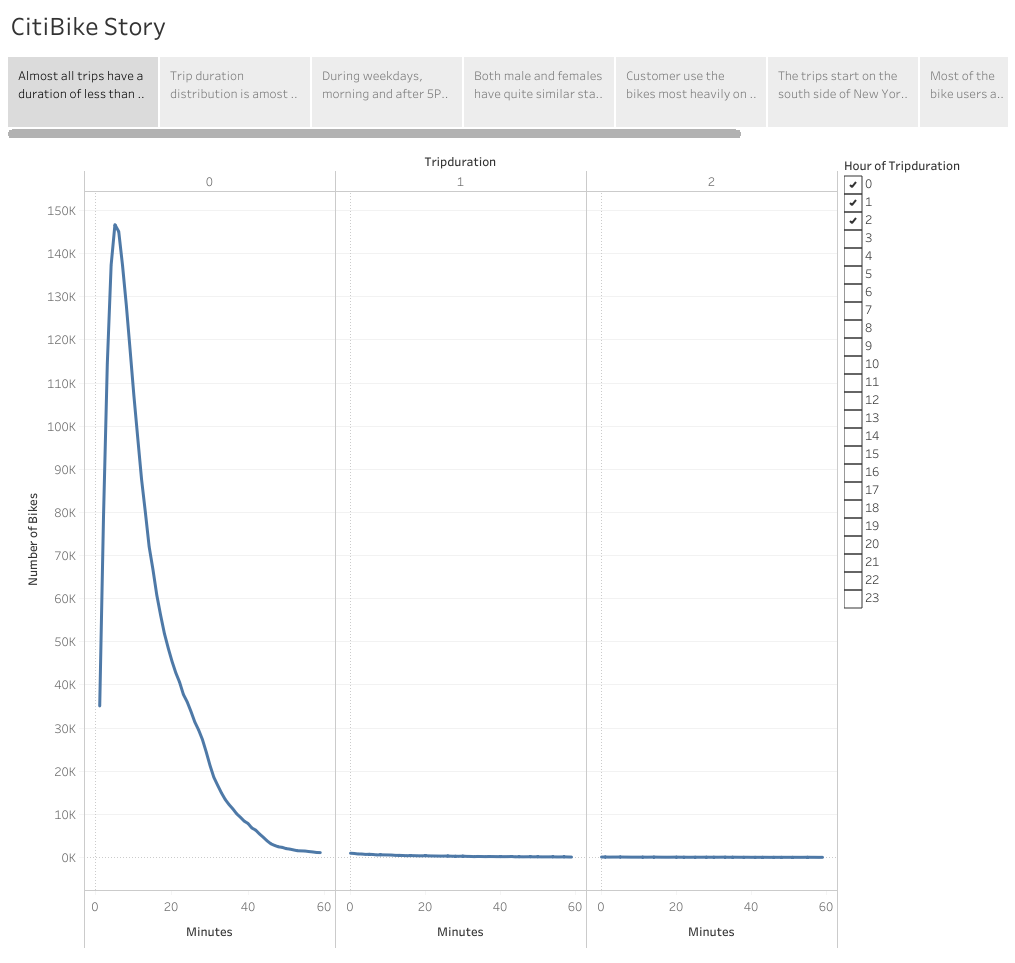 CitiBike Story
Almost all trips have a
duration of less than ..
Trip duration
distribution is amost ..
During weekdays,
morning and after 5P..
Both male and females
have quite similar sta..
Customer use the
bikes most heavily on ..
The trips start on the
south side of New Yor..
Most of the
bike users a..
Tripduration
0 1 2
150K
140K
130K
120K
110K
100K
90K
80K
70K
60K
50K
40K
30K
20K
10K
0K
Number of Bikes
0 20 40 60 0 20 40 60 0 20 40 60
Minutes Minutes Minutes
Hour of Tripduration
0
1
2
3
4
5
6
7
8
9
10
11
12
13
14
15
16
17
18
19
20
21
22
23